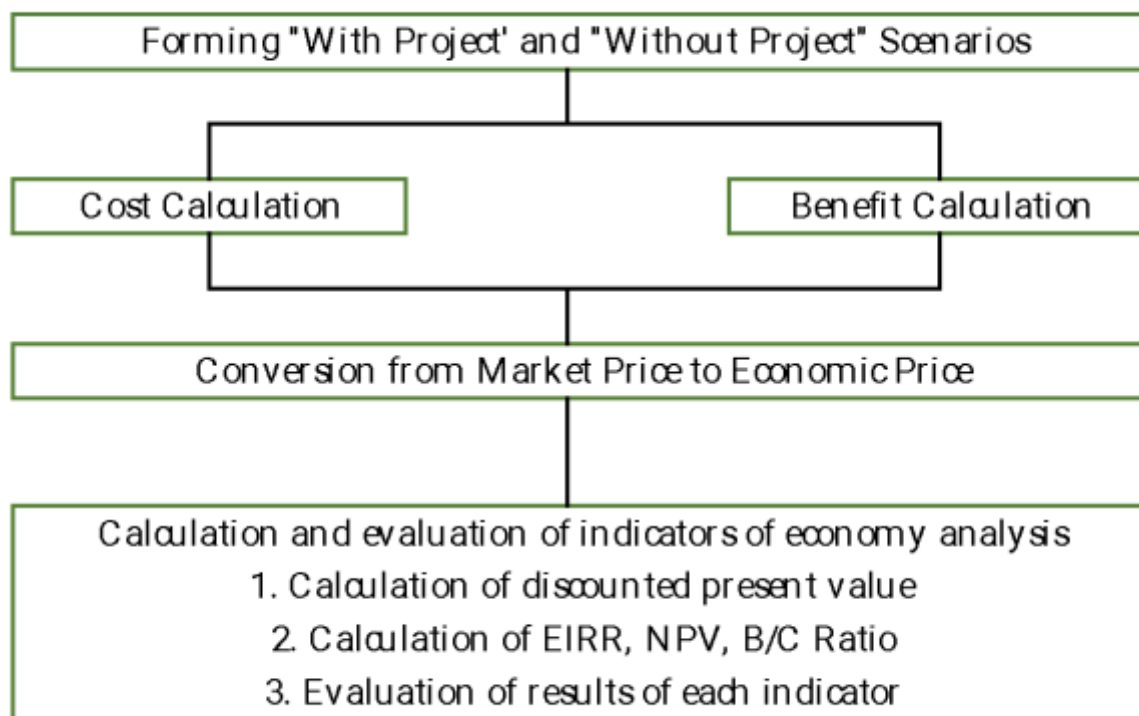 Forming "With Project' and "Without Project" Scenarios
Cost Calculation
Benefit Calculation
Conversion from Market Price to Economic Price
Calculation and evaluation of indicators of economy analysis
1. Calculation of discounted present value
2. Calculation of EIRR, NPV, B/C Ratio
3. Evaluation of results of each indicator